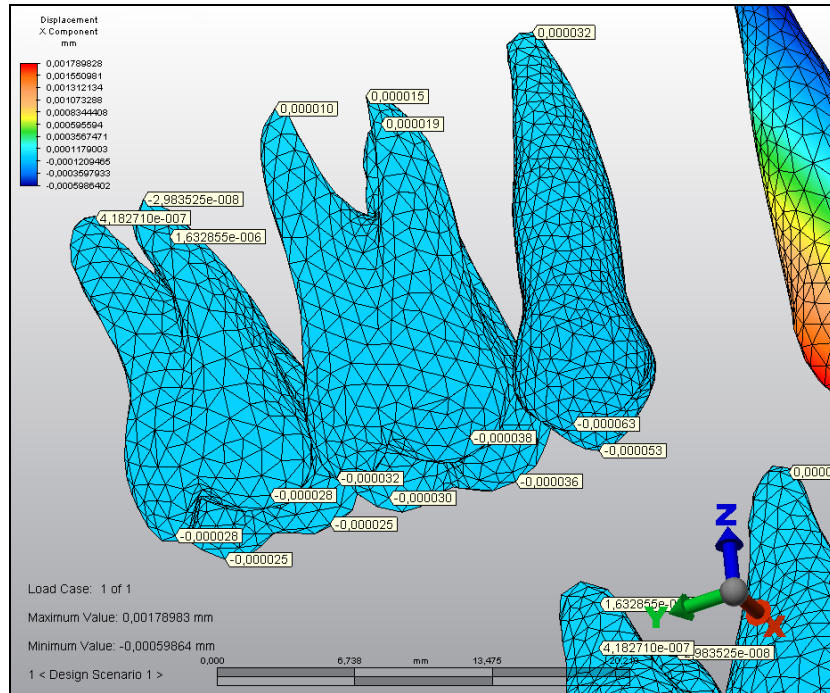 Displacement
X Component
mm
0,001789828
0,001550981
0,001312134
0,001073288
0,0008344408
0,000595594
0,0003567471
0,0001179003
-0,0001209465
-0,0003597933
-0,0005986402
0,000032
0,000015
0,000010
0,000019
-2,983525e-008
4,182710e-007
1,632855e-006
-0,000063
-0,000038
-0,000053
-0,000032
-0,000036
-0,000028
-0,000030
-0,000025
-0,000028
-0,000025
Z
Y
X
Load Case: 1 of 1
Maximum Value: 0,00178983 mm
Minimum Value: -0,00059864 mm
1 < Design Scenario 1 >
0,000 6,738 mm 13,475
4,182710e-007